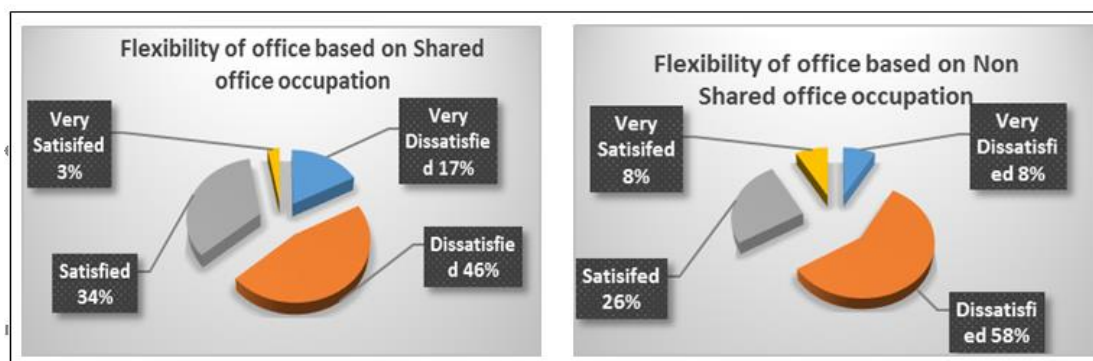 Flexibility of office based on Shared
office occupation
Very
Satisifed
3%
Very
Dissatisfie
d 17%
Satisfied
34%
Dissatisfie
d 46%
Flexibility of office based on Non
Shared office occupation
Very
Satisifed
8%
Very
Dissatisfi
ed 8%
Satisifed
26%
Dissatisfi
ed 58%